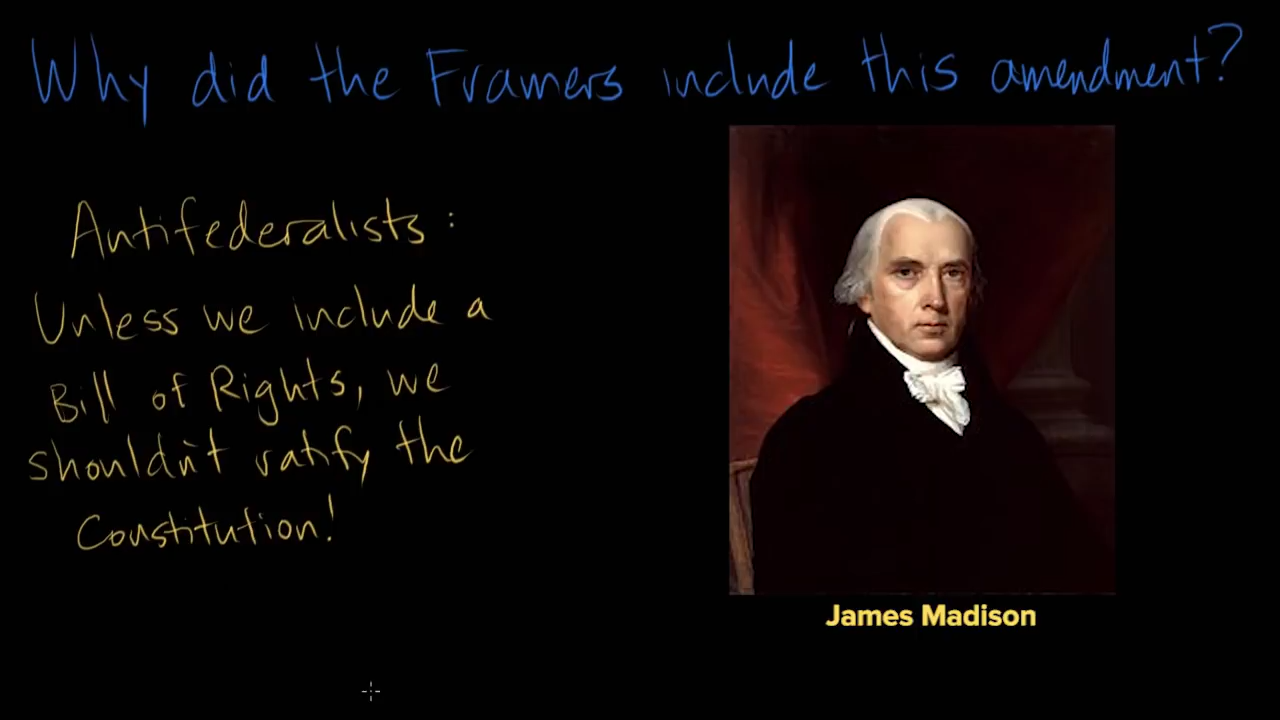 Why did the Framers include this amendment?
Antifederalists:
Unless we include a
Bill of Rights, we
shouldn't ratify the
Constitution!
James Madison